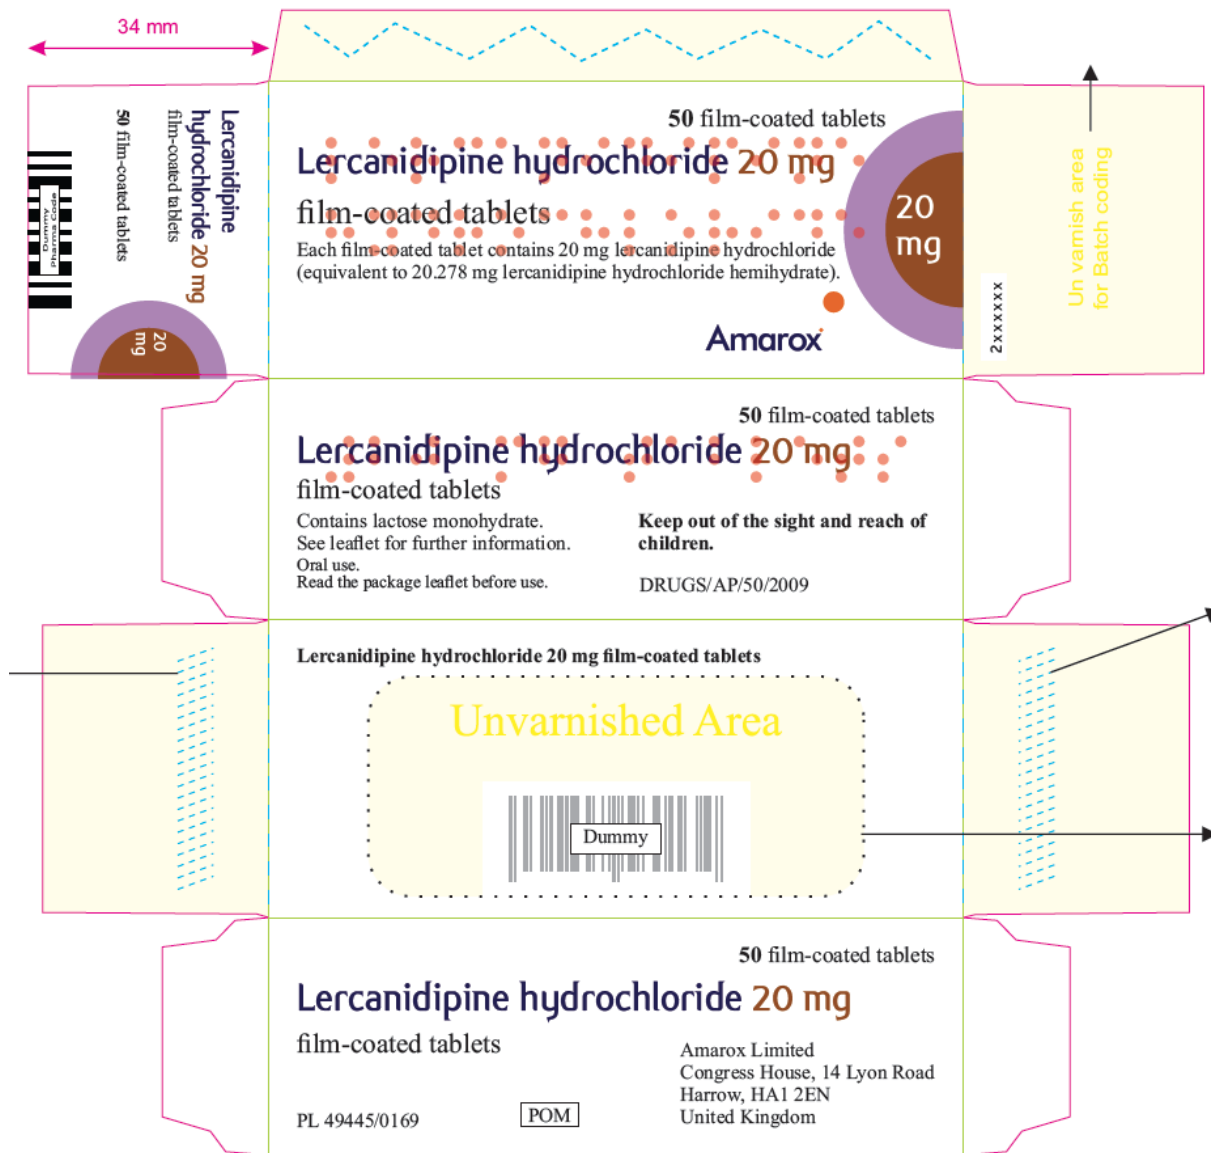 34 mm
Lercanidipine
hydrochloride 20 mg
film-coated tablets
50 film-coated tablets
Dummy
Pharma Code
20
mg
50 film-coated tablets
Lercanidipine hydrochloride 20 mg
film-coated tablets
Each film-coated tablet contains 20 mg lercanidipine hydrochloride
(equivalent to 20.278 mg lercanidipine hydrochloride hemihydrate).
20
mg
Amarox
2xxxxxx
Un varnish area
for Batch coding
50 film-coated tablets
Lercanidipine hydrochloride 20 mg
film-coated tablets
Contains lactose monohydrate.
See leaflet for further information.
Oral use.
Read the package leaflet before use.
Keep out of the sight and reach of
children.
DRUGS/AP/50/2009
Lercanidipine hydrochloride 20 mg film-coated tablets
Unvarnished Area
Dummy
50 film-coated tablets
Lercanidipine hydrochloride 20 mg
film-coated tablets
PL 49445/0169
POM
Amarox Limited
Congress House, 14 Lyon Road
Harrow, HA1 2EN
United Kingdom